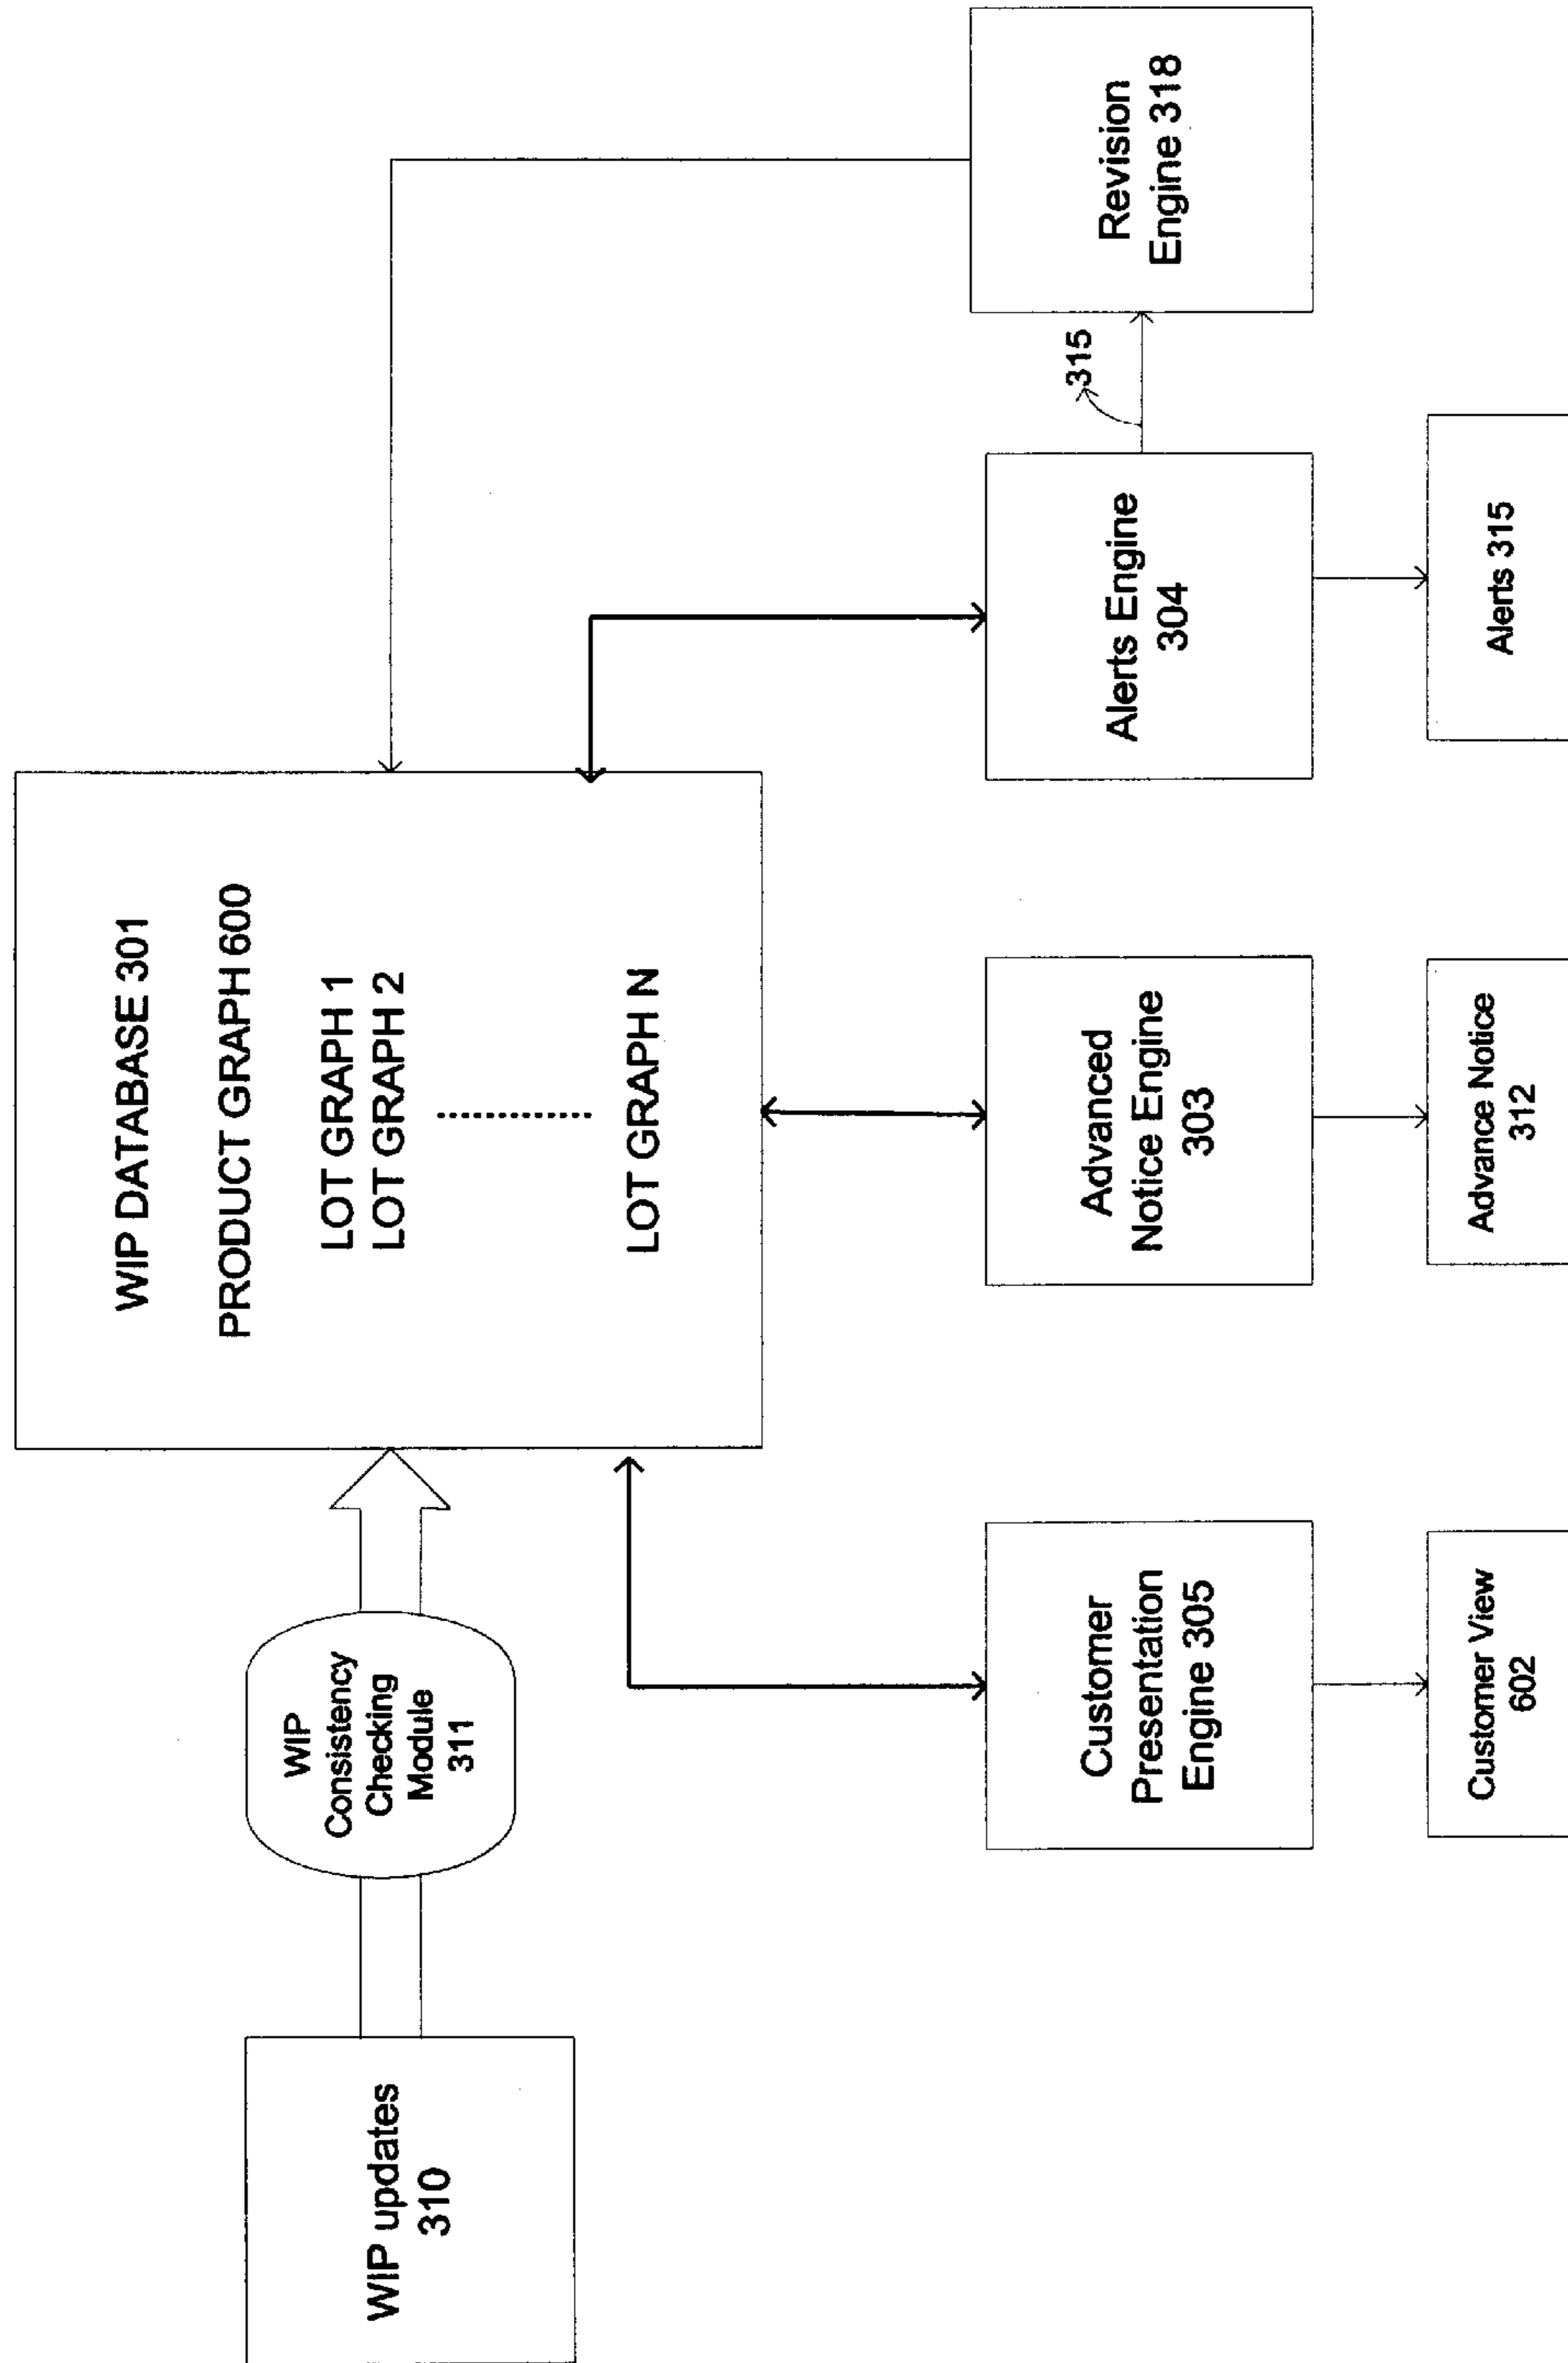 WIP updates
310
WIP
Consistency
Checking
Module
311
WIP DATABASE 301
PRODUCT GRAPH 600
LOT GRAPH 1
LOT GRAPH 2
LOT GRAPH N
Customer
Presentation
Engine 305
Advanced
Notice Engine
303
Alerts Engine
304
315
Revision
Engine 318
Customer View
602
Advance Notice
312
Alerts 315